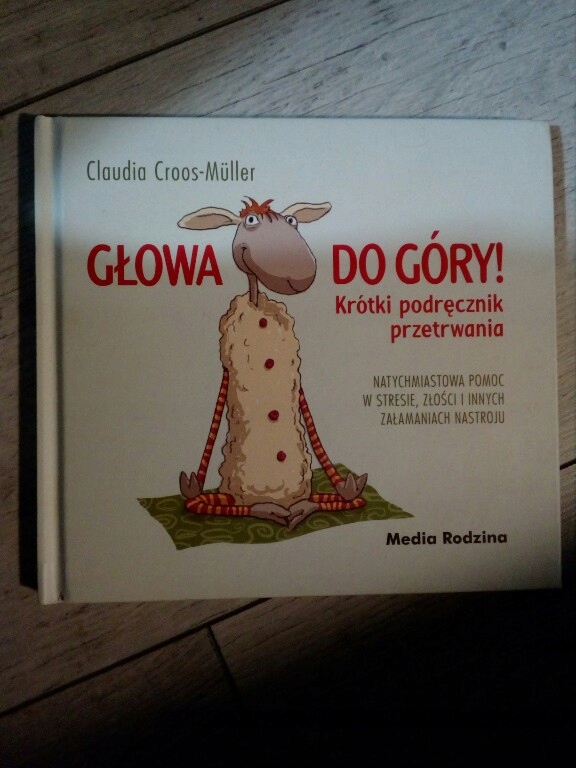 Claudia Croos-Müller
GŁOWA DO GÓRY!
Krótki podręcznik
przetrwania
NATYCHMIASTOWA POMOC
W STRESIE, ZŁOŚCI I INNYCH
ZAŁAMANIACH NASTROJU
Media Rodzina